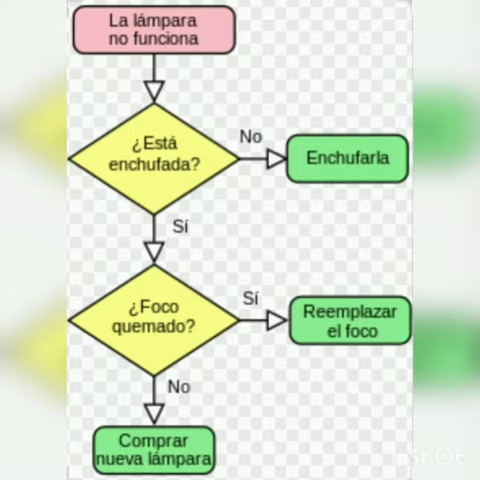 La lámpara
no funciona
¿Está
enchufada?
No
Enchufarla
Sí
¿Foco
quemado?
Sí
Reemplazar
el foco
No
Comprar
nueva lámpara